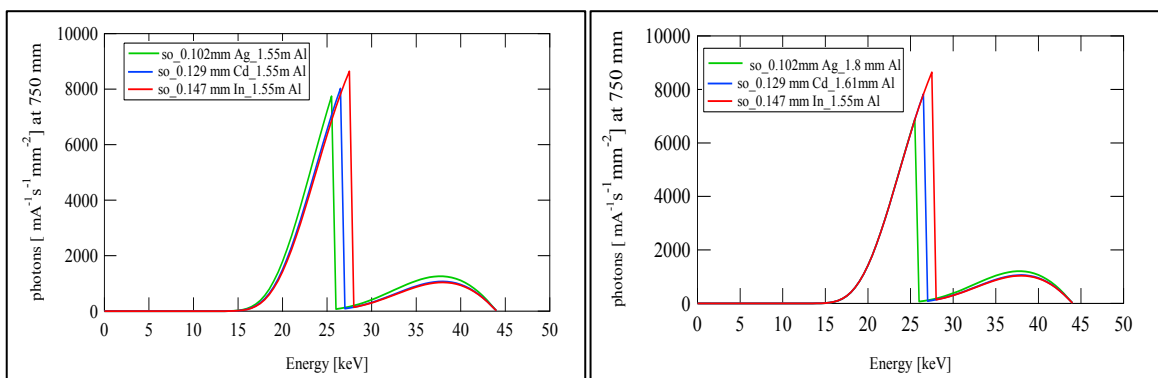 photons [ mA⁻¹s⁻¹mm⁻²] at 750 mm
10000
8000
6000
4000
2000
0
so_0.102mm Ag_1.55m Al
so_0.129 mm Cd_1.55m Al
so_0.147 mm In_1.55m Al
0 5 10 15 20 25 30 35 40 45 50
Energy [keV]
photons [ mA⁻¹s⁻¹mm⁻²] at 750 mm
10000
8000
6000
4000
2000
0
so_0.102mm Ag_1.8 mm Al
so_0.129 mm Cd_1.61mm Al
so_0.147 mm In_1.55m Al
0 5 10 15 20 25 30 35 40 45 50
Energy [keV]